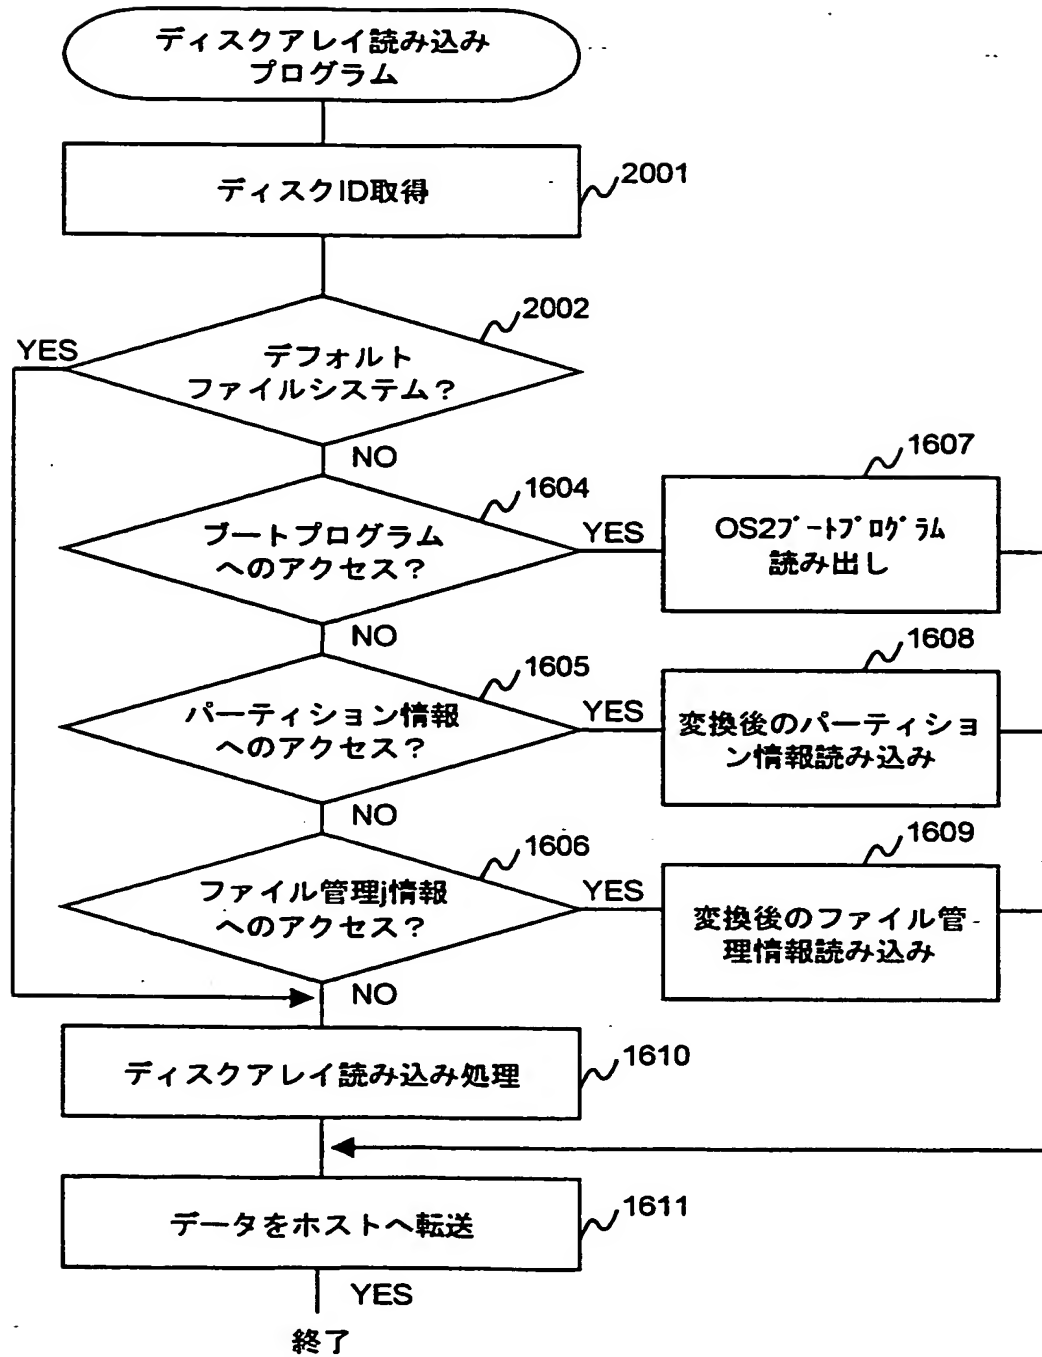 ディスクアレイ読み込み
プログラム
ディスクID取得
2001
2002
YES
デフォルト
ファイルシステム？
NO
1604
1607
ブートプログラム
へのアクセス？
YES
OS2ﾌﾞｰﾄﾌﾟﾛｸﾞﾗﾑ
読み出し
NO
1605
1608
パーティション情報
へのアクセス？
YES
変換後のパーティショ
ン情報読み込み
NO
1606
1609
ファイル管理j情報
へのアクセス？
YES
変換後のファイル管
理情報読み込み
NO
ディスクアレイ読み込み処理
1610
データをホストへ転送
1611
YES
終了